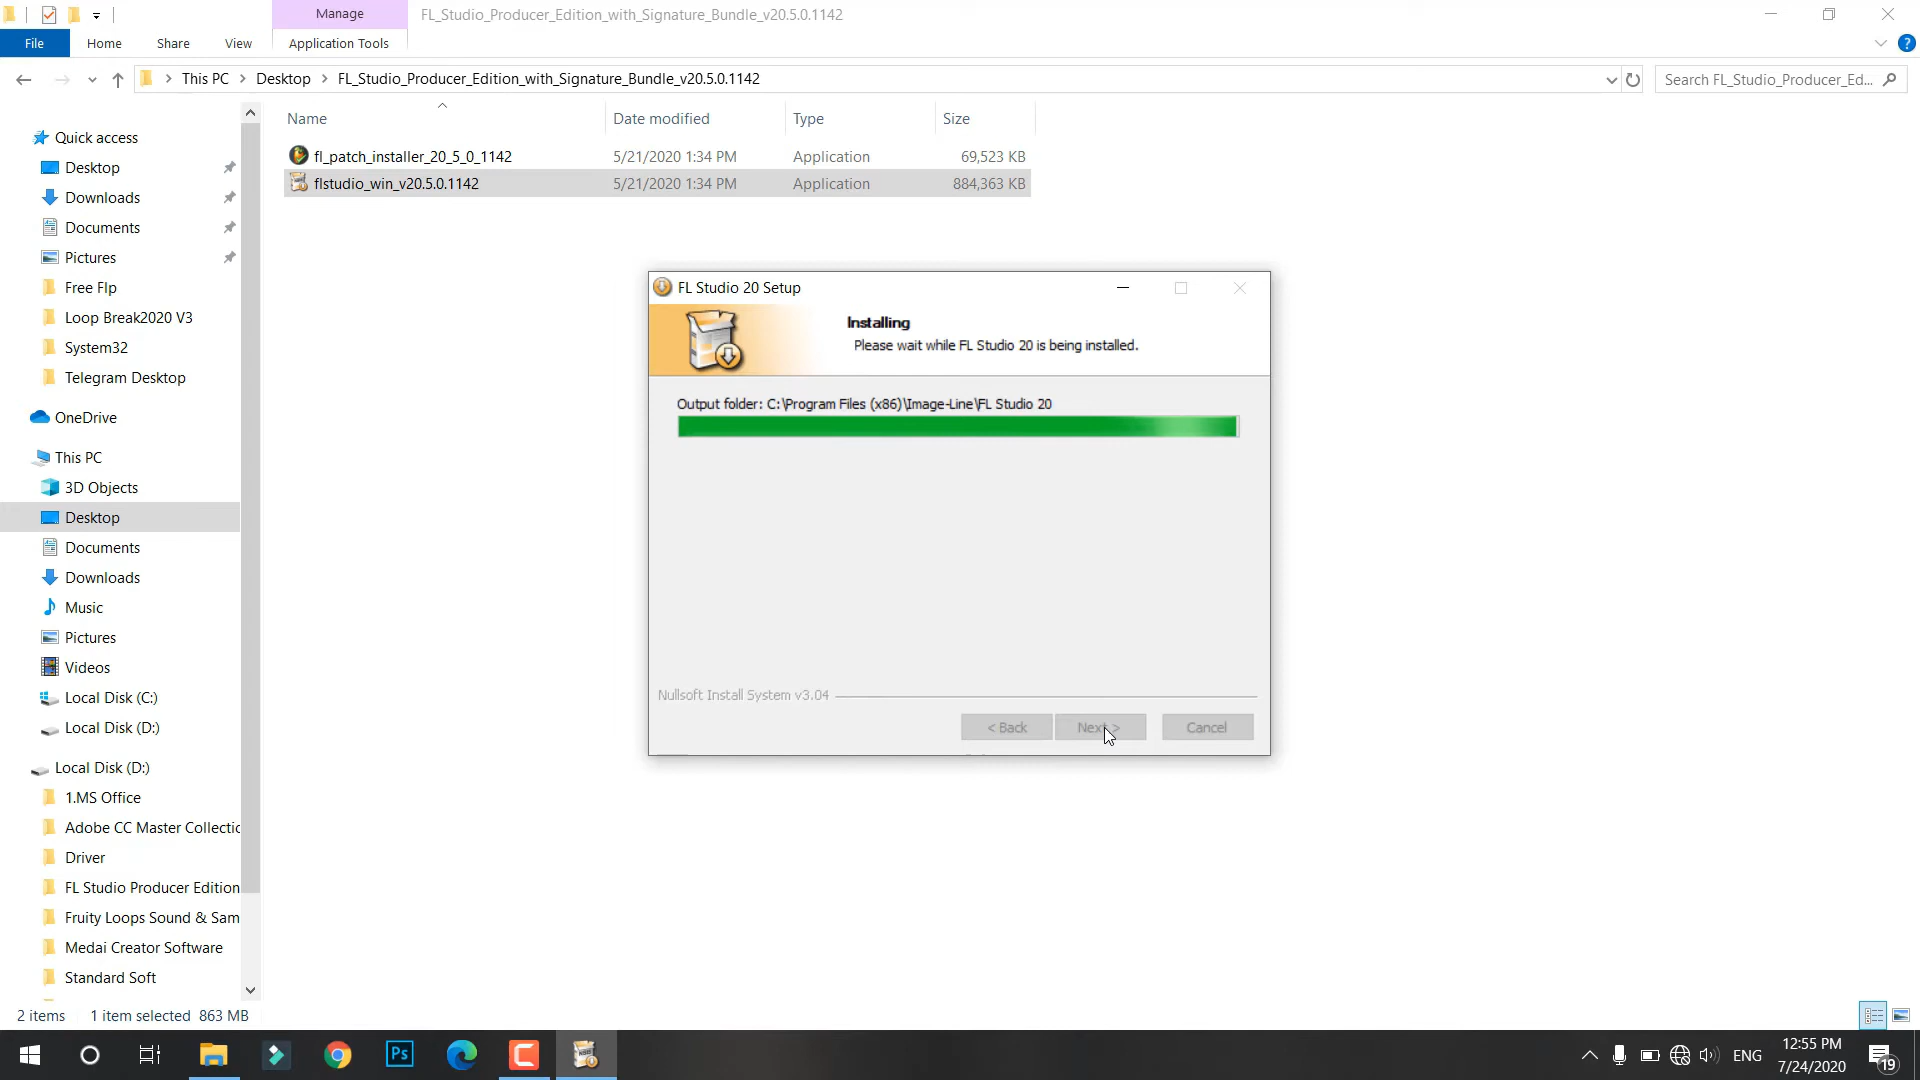 Manage
FL_Studio_Producer_Edition_with_Signature_Bundle_v20.5.0.1142
File
Home
Share
View
Application Tools
This PC > Desktop > FL_Studio_Producer_Edition_with_Signature_Bundle_v20.5.0.1142
Search FL_Studio_Producer_Ed...
Name
Date modified
Type
Size
fl_patch_installer_20_5_0_1142 5/21/2020 1:34 PM Application 69,523 KB
flstudio_win_v20.5.0.1142 5/21/2020 1:34 PM Application 884,363 KB
Quick access
Desktop
Downloads
Documents
Pictures
Free Flp
Loop Break2020 V3
System32
Telegram Desktop
OneDrive
This PC
3D Objects
Desktop
Documents
Downloads
Music
Pictures
Videos
Local Disk (C:)
Local Disk (D:)
Local Disk (D:)
1.MS Office
Adobe CC Master Collectio
Driver
FL Studio Producer Edition
Fruity Loops Sound & Sam
Medai Creator Software
Standard Soft
FL Studio 20 Setup
Installing
Please wait while FL Studio 20 is being installed.
Output folder: C:\Program Files (x86)\Image-Line\FL Studio 20
Nullsoft Install System v3.04
< Back
Next >
Cancel
2 items 1 item selected 863 MB
Ps
ENG
12:55 PM
7/24/2020
19